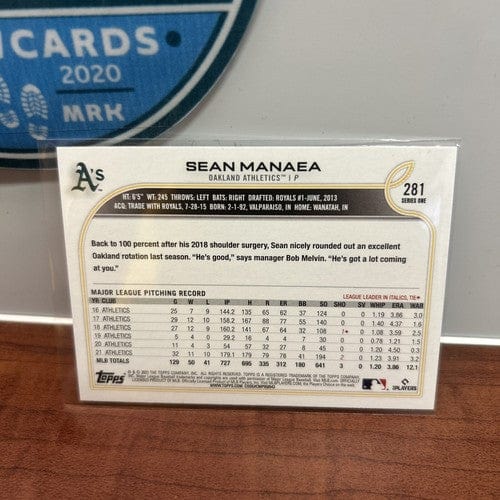 ICARDS
2020
MRK
A's
SEAN MANAEA
OAKLAND ATHLETICS™ | P
281
SERIES ONE
HT: 6'5" WT: 245 THROWS: LEFT BATS: RIGHT DRAFTED: ROYALS #1-JUNE, 2013
ACQ: TRADE WITH ROYALS, 7-28-15 BORN: 2-1-92, VALPARAISO, IN HOME: WANATAH, IN
Back to 100 percent after his 2018 shoulder surgery, Sean nicely rounded out an excellent
Oakland rotation last season. “He's good,” says manager Bob Melvin. “He's got a lot coming
at you.”
MAJOR LEAGUE PITCHING RECORD
LEAGUE LEADER IN ITALICS, TIE♦
YR CLUB G W L IP H R ER BB SO SHO SV WHIP ERA WAR
16 ATHLETICS 25 7 9 144.2 135 65 62 37 124 0 0 1.19 3.86 3.0
17 ATHLETICS 29 12 10 158.2 167 88 77 55 140 0 0 1.40 4.37 1.6
18 ATHLETICS 27 12 9 160.2 141 67 64 32 108 1♦ 0 1.08 3.59 2.5
19 ATHLETICS 5 4 0 29.2 16 4 4 7 30 0 0 0.78 1.21 1.5
20 ATHLETICS 11 4 3 54 57 32 27 8 45 0 0 1.20 4.50 0.3
21 ATHLETICS 32 11 10 179.1 179 79 78 41 194 2 0 1.23 3.91 3.2
MLB TOTALS 129 50 41 727 695 335 312 180 641 3 0 1.20 3.86 12.1
Topps
MLB
PLAYERS